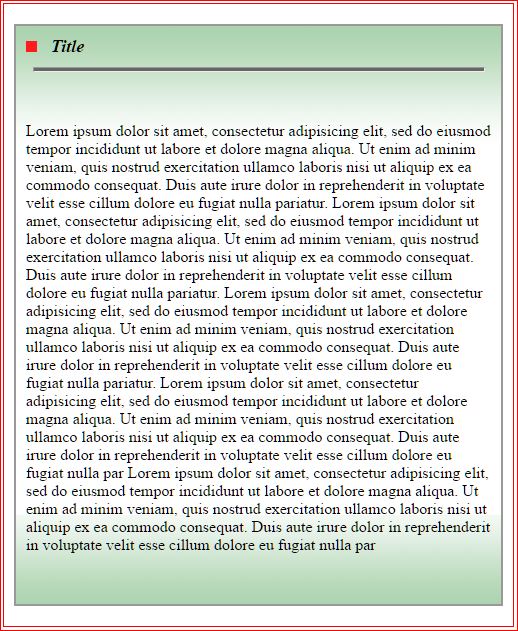 Title
Lorem ipsum dolor sit amet, consectetur adipisicing elit, sed do eiusmod
tempor incididunt ut labore et dolore magna aliqua. Ut enim ad minim
veniam, quis nostrud exercitation ullamco laboris nisi ut aliquip ex ea
commodo consequat. Duis aute irure dolor in reprehenderit in voluptate
velit esse cillum dolore eu fugiat nulla pariatur. Lorem ipsum dolor sit
amet, consectetur adipisicing elit, sed do eiusmod tempor incididunt ut
labore et dolore magna aliqua. Ut enim ad minim veniam, quis nostrud
exercitation ullamco laboris nisi ut aliquip ex ea commodo consequat.
Duis aute irure dolor in reprehenderit in voluptate velit esse cillum
dolore eu fugiat nulla pariatur. Lorem ipsum dolor sit amet, consectetur
adipisicing elit, sed do eiusmod tempor incididunt ut labore et dolore
magna aliqua. Ut enim ad minim veniam, quis nostrud exercitation
ullamco laboris nisi ut aliquip ex ea commodo consequat. Duis aute
irure dolor in reprehenderit in voluptate velit esse cillum dolore eu
fugiat nulla pariatur. Lorem ipsum dolor sit amet, consectetur
adipisicing elit, sed do eiusmod tempor incididunt ut labore et dolore
magna aliqua. Ut enim ad minim veniam, quis nostrud exercitation
ullamco laboris nisi ut aliquip ex ea commodo consequat. Duis aute
irure dolor in reprehenderit in voluptate velit esse cillum dolore eu
fugiat nulla par Lorem ipsum dolor sit amet, consectetur adipisicing elit,
sed do eiusmod tempor incididunt ut labore et dolore magna aliqua. Ut
enim ad minim veniam, quis nostrud exercitation ullamco laboris nisi ut
aliquip ex ea commodo consequat. Duis aute irure dolor in reprehenderit
in voluptate velit esse cillum dolore eu fugiat nulla par